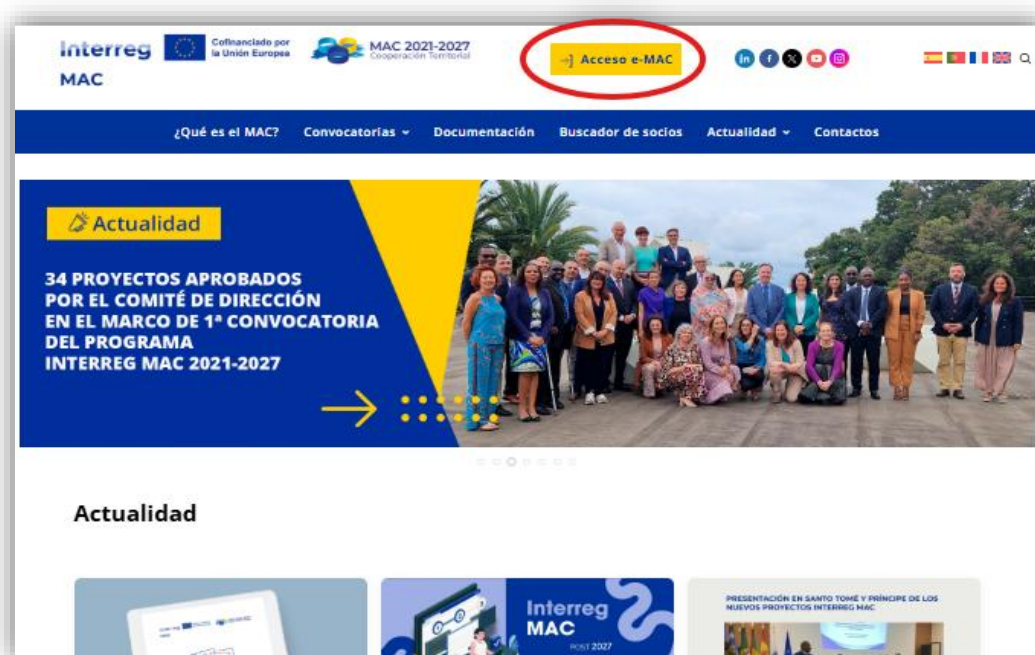 Interreg
MAC
Cofinanciado por
la Unión Europea
MAC 2021-2027
Cooperación Territorial
Acceso e-MAC
¿Qué es el MAC? Convocatorias Documentación Buscador de socios Actualidad Contactos
Actualidad
34 PROYECTOS APROBADOS
POR EL COMITÉ DE DIRECCIÓN
EN EL MARCO DE 1ª CONVOCATORIA
DEL PROGRAMA
INTERREG MAC 2021-2027
Actualidad
Interreg
MAC
POST 2027
PRESENTACIÓN EN SANTO TOMÉ Y PRÍNCIPE DE LOS
NUEVOS PROYECTOS INTERREG MAC